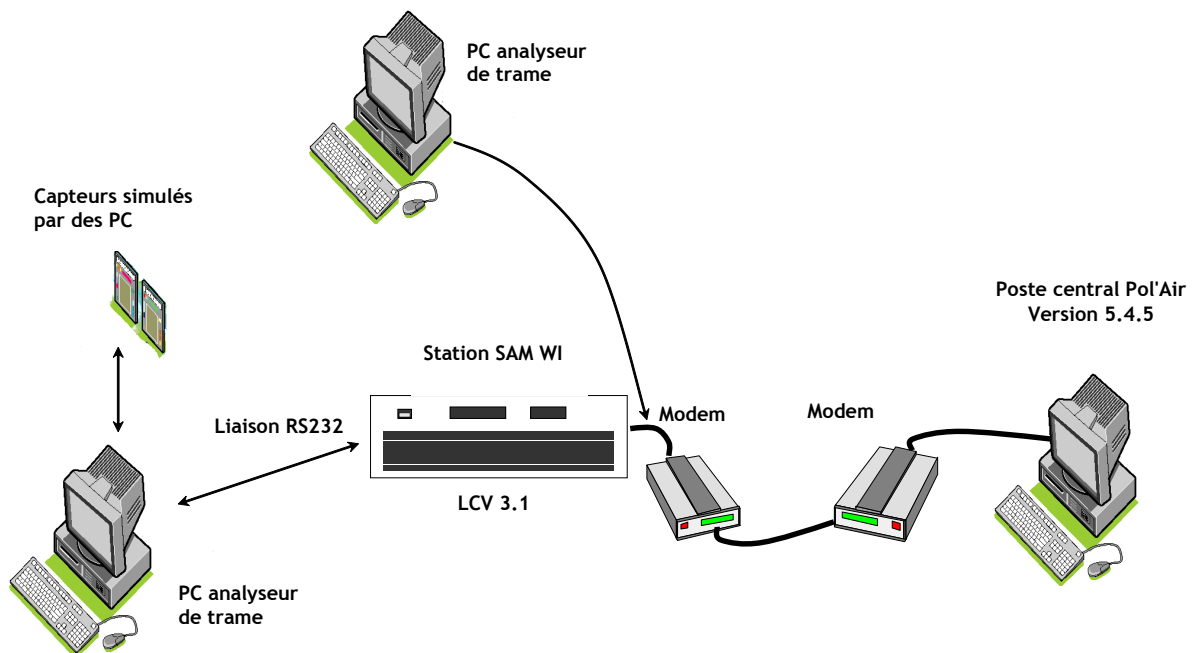 PC analyseur
de trame
Capteurs simulés
par des PC
Poste central Pol'Air
Version 5.4.5
Station SAM WI
Liaison RS232
Modem
Modem
LCV 3.1
PC analyseur
de trame